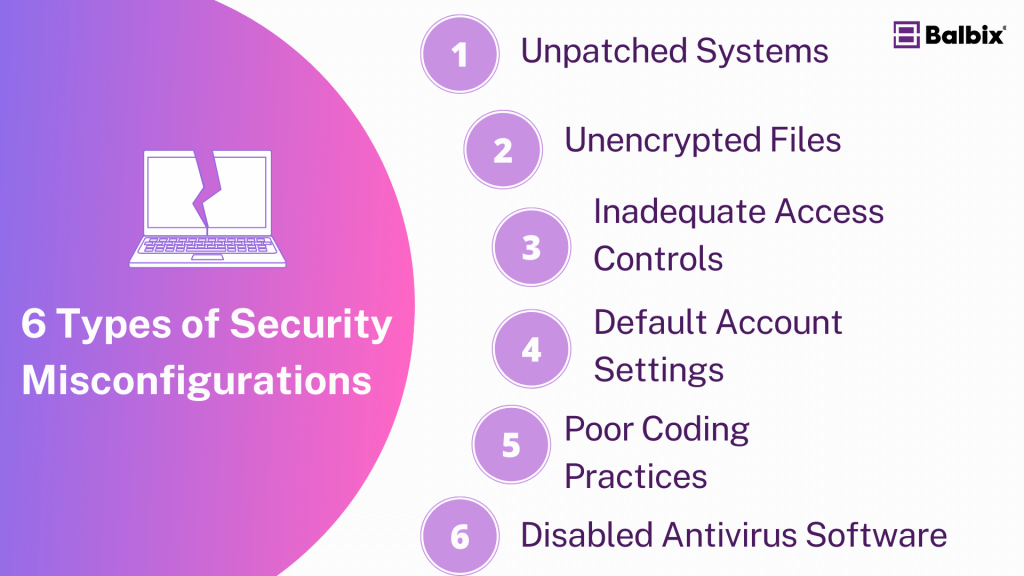 Balbix
6 Types of Security
Misconfigurations
1
Unpatched Systems
2
Unencrypted Files
3
Inadequate Access
Controls
4
Default Account
Settings
5
Poor Coding
Practices
6
Disabled Antivirus Software